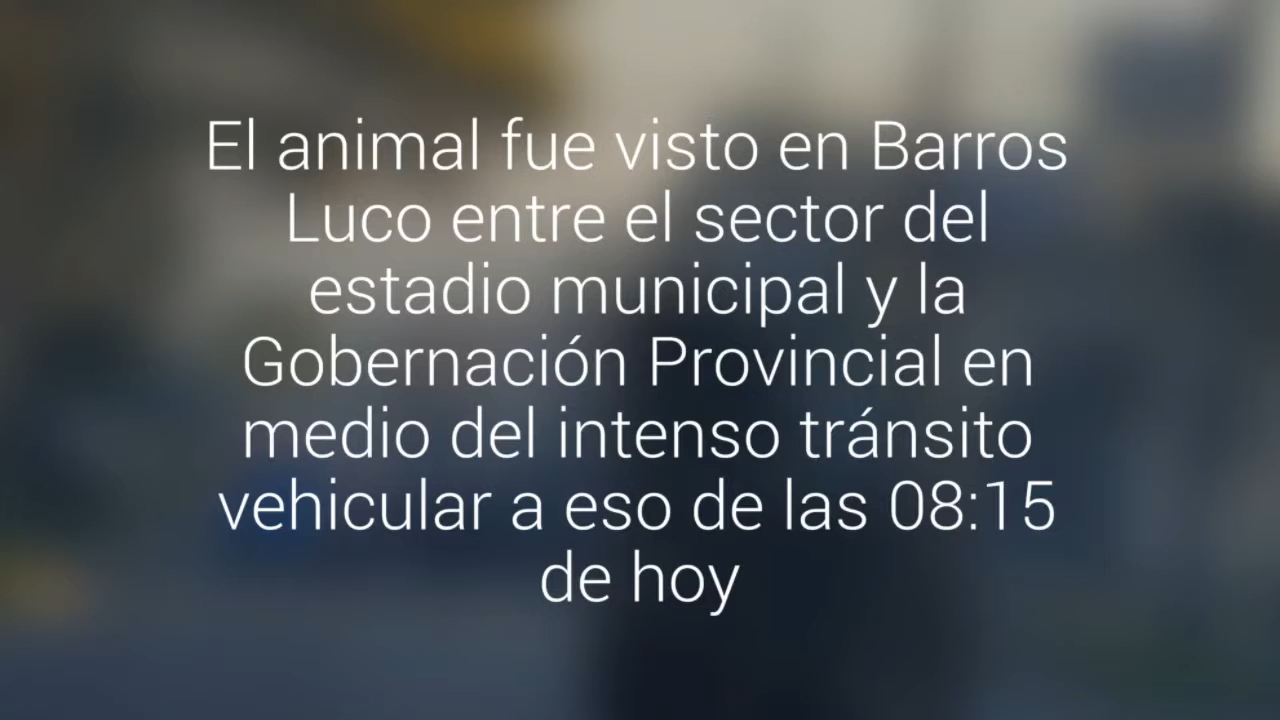 El animal fue visto en Barros
Luco entre el sector del
estadio municipal y la
Gobernación Provincial en
medio del intenso tránsito
vehicular a eso de las 08:15
de hoy